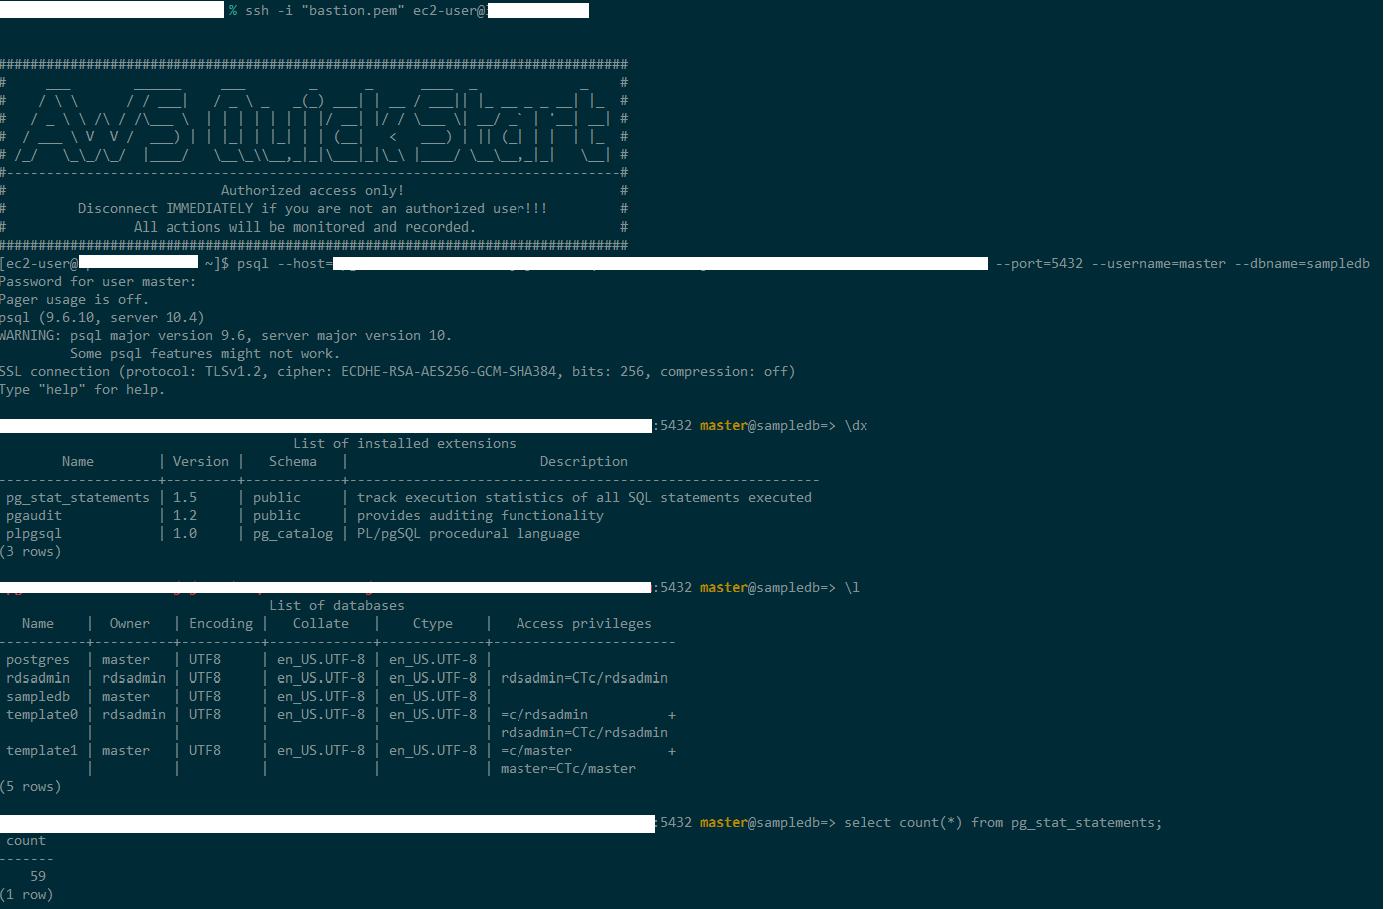 % ssh -i "bastion.pem" ec2-user@
###############################################################################
#     ___        ______      ___        _      _      ____  _             _    #
#    / \ \      / / ___|   / _ \ _   _(_) ___| | __ / ___|| |_ __ _ _ __| |_  #
#   / _ \ \ /\ / /\___ \  | | | | | | | |/ __| |/ / \___ \| __/ _` | '__| __| #
#  / ___ \ V  V /  ___) | | |_| | |_| | | (__|   <   ___) | || (_| | |  | |_  #
# /_/   \_\_/\_/  |____/   \__\_\\__,_|_|\___|_|\_\ |____/ \__\__,_|_|   \__| #
#-----------------------------------------------------------------------------#
#                           Authorized access only!                           #
#         Disconnect IMMEDIATELY if you are not an authorized user!!!         #
#                All actions will be monitored and recorded.                  #
###############################################################################
[ec2-user@ ~]$ psql --host= --port=5432 --username=master --dbname=sampledb
Password for user master:
Pager usage is off.
psql (9.6.10, server 10.4)
WARNING: psql major version 9.6, server major version 10.
         Some psql features might not work.
SSL connection (protocol: TLSv1.2, cipher: ECDHE-RSA-AES256-GCM-SHA384, bits: 256, compression: off)
Type "help" for help.
:5432 master@sampledb=> \dx
                                    List of installed extensions
        Name        | Version |   Schema   |                        Description
--------------------+---------+------------+-----------------------------------------------------------
 pg_stat_statements | 1.5     | public     | track execution statistics of all SQL statements executed
 pgaudit            | 1.2     | public     | provides auditing functionality
 plpgsql            | 1.0     | pg_catalog | PL/pgSQL procedural language
(3 rows)
:5432 master@sampledb=> \l
                                 List of databases
   Name    |  Owner   | Encoding |   Collate   |    Ctype    |   Access privileges
-----------+----------+----------+-------------+-------------+-----------------------
 postgres  | master   | UTF8     | en_US.UTF-8 | en_US.UTF-8 |
 rdsadmin  | rdsadmin | UTF8     | en_US.UTF-8 | en_US.UTF-8 | rdsadmin=CTc/rdsadmin
 sampledb  | master   | UTF8     | en_US.UTF-8 | en_US.UTF-8 |
 template0 | rdsadmin | UTF8     | en_US.UTF-8 | en_US.UTF-8 | =c/rdsadmin          +
           |          |          |             |             | rdsadmin=CTc/rdsadmin
 template1 | master   | UTF8     | en_US.UTF-8 | en_US.UTF-8 | =c/master            +
           |          |          |             |             | master=CTc/master
(5 rows)
:5432 master@sampledb=> select count(*) from pg_stat_statements;
 count
-------
    59
(1 row)